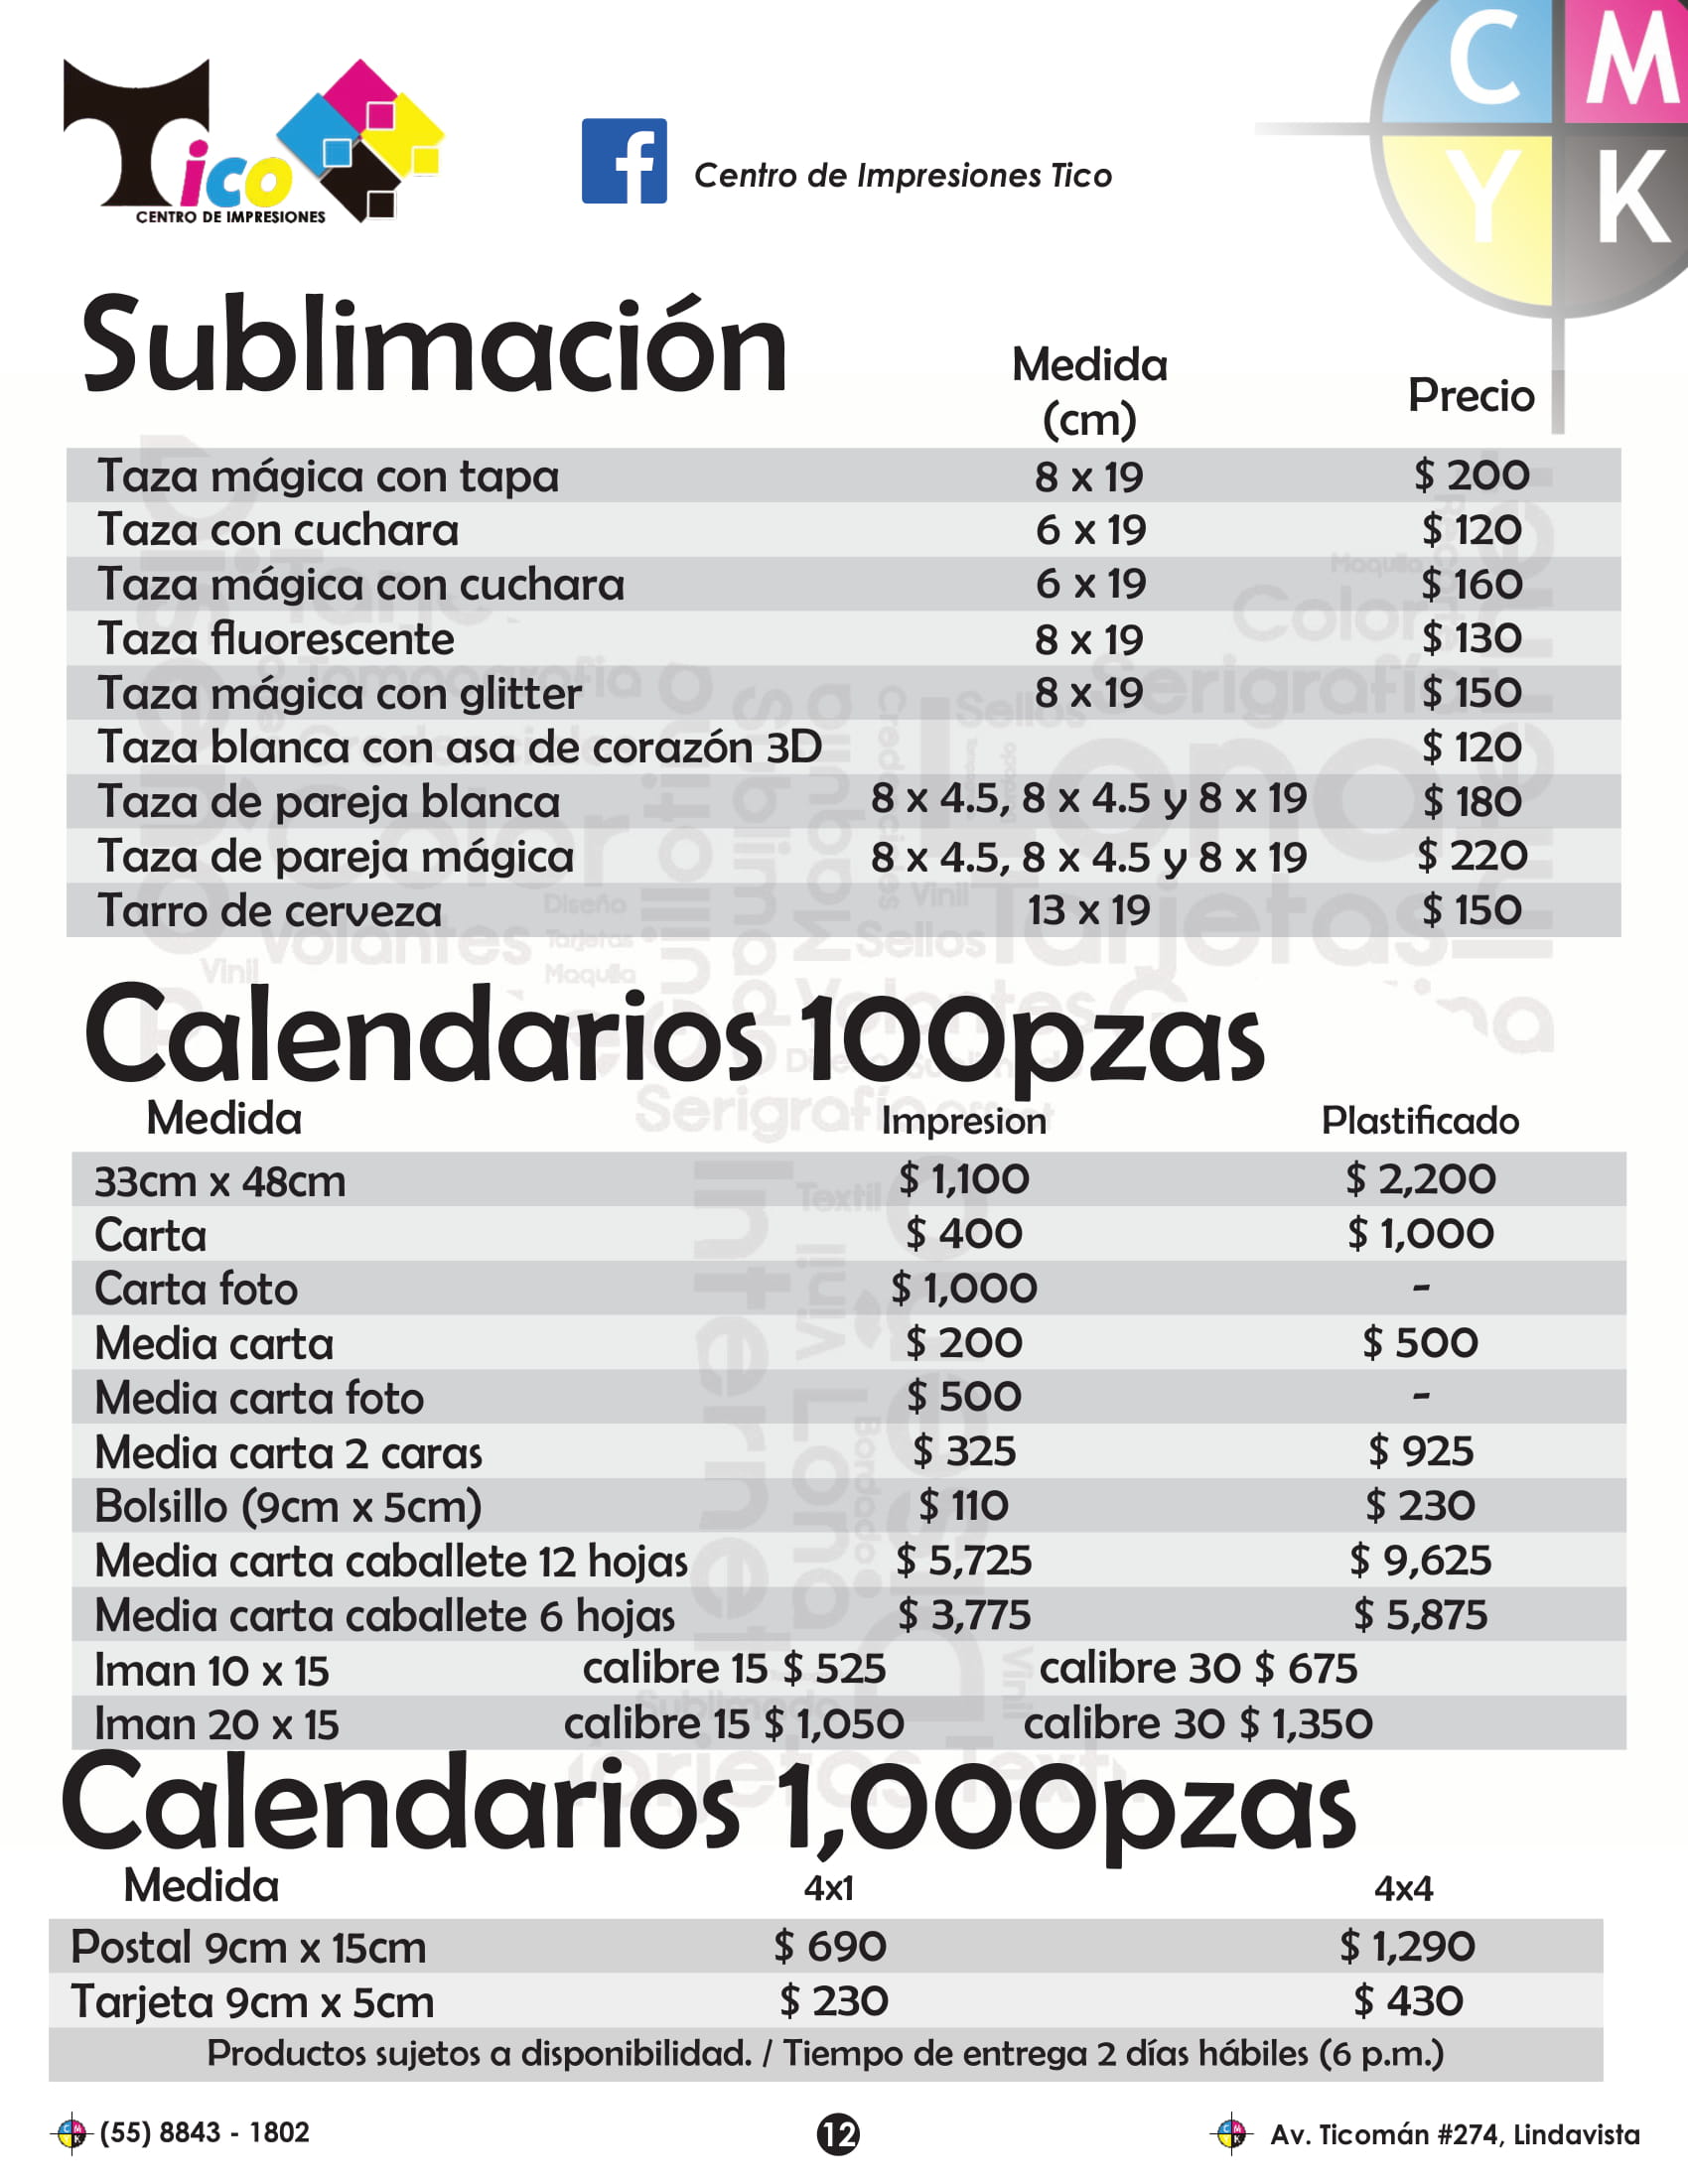 Tico
CENTRO DE IMPRESIONES
Centro de Impresiones Tico
C M
Y K
Sublimación
Medida (cm) Precio
Taza mágica con tapa 8 x 19 $ 200
Taza con cuchara 6 x 19 $ 120
Taza mágica con cuchara 6 x 19 $ 160
Taza fluorescente 8 x 19 $ 130
Taza mágica con glitter 8 x 19 $ 150
Taza blanca con asa de corazón 3D $ 120
Taza de pareja blanca 8 x 4.5, 8 x 4.5 y 8 x 19 $ 180
Taza de pareja mágica 8 x 4.5, 8 x 4.5 y 8 x 19 $ 220
Tarro de cerveza 13 x 19 $ 150
Calendarios 100pzas
Medida Impresion Plastificado
33cm x 48cm $ 1,100 $ 2,200
Carta $ 400 $ 1,000
Carta foto $ 1,000 -
Media carta $ 200 $ 500
Media carta foto $ 500 -
Media carta 2 caras $ 325 $ 925
Bolsillo (9cm x 5cm) $ 110 $ 230
Media carta caballete 12 hojas $ 5,725 $ 9,625
Media carta caballete 6 hojas $ 3,775 $ 5,875
Iman 10 x 15 calibre 15 $ 525 calibre 30 $ 675
Iman 20 x 15 calibre 15 $ 1,050 calibre 30 $ 1,350
Calendarios 1,000pzas
Medida 4x1 4x4
Postal 9cm x 15cm $ 690 $ 1,290
Tarjeta 9cm x 5cm $ 230 $ 430
Productos sujetos a disponibilidad. / Tiempo de entrega 2 días hábiles (6 p.m.)
(55) 8843 - 1802 12 Av. Ticomán #274, Lindavista